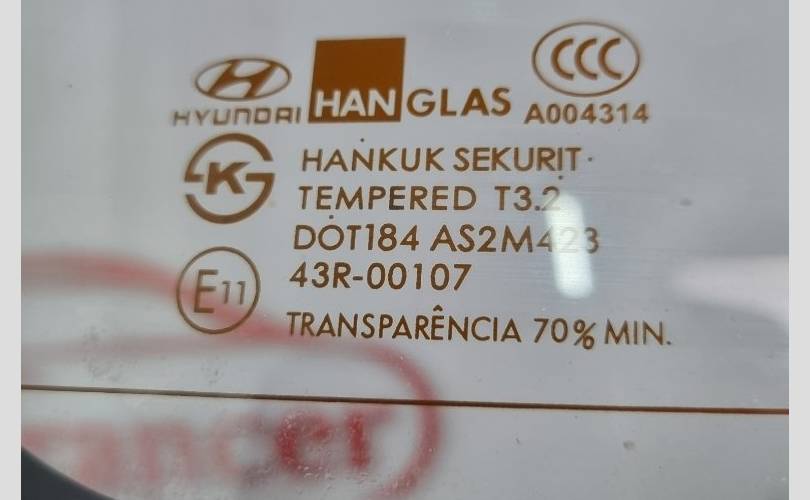 HYUNDAI HANGLAS CCC
A004314
K HANKUK SEKURIT
TEMPERED T3.2
DOT184 AS2M423
E11 43R-00107
TRANSPARÊNCIA 70% MIN.